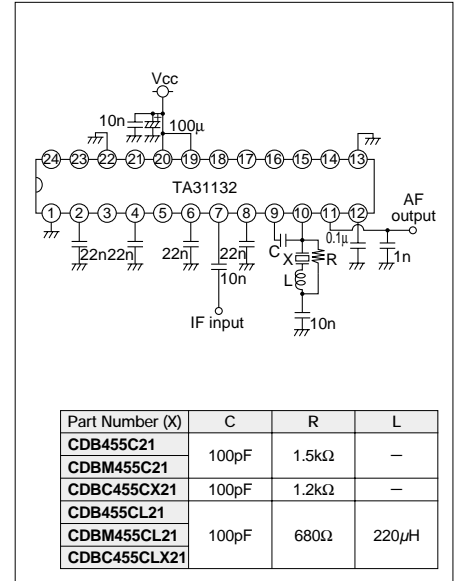 Vcc
10n
100μ
24 23 22 21 20 19 18 17 16 15 14 13
TA31132
1 2 3 4 5 6 7 8 9 10 11 12
AF
output
22n 22n 22n 22n
C
X
R
0.1μ
1n
10n
L
IF input
10n
Part Number (X) C R L
CDB455C21
CDBM455C21
100pF 1.5kΩ –
CDBC455CX21 100pF 1.2kΩ –
CDB455CL21
CDBM455CL21
100pF 680Ω 220μH
CDBC455CLX21